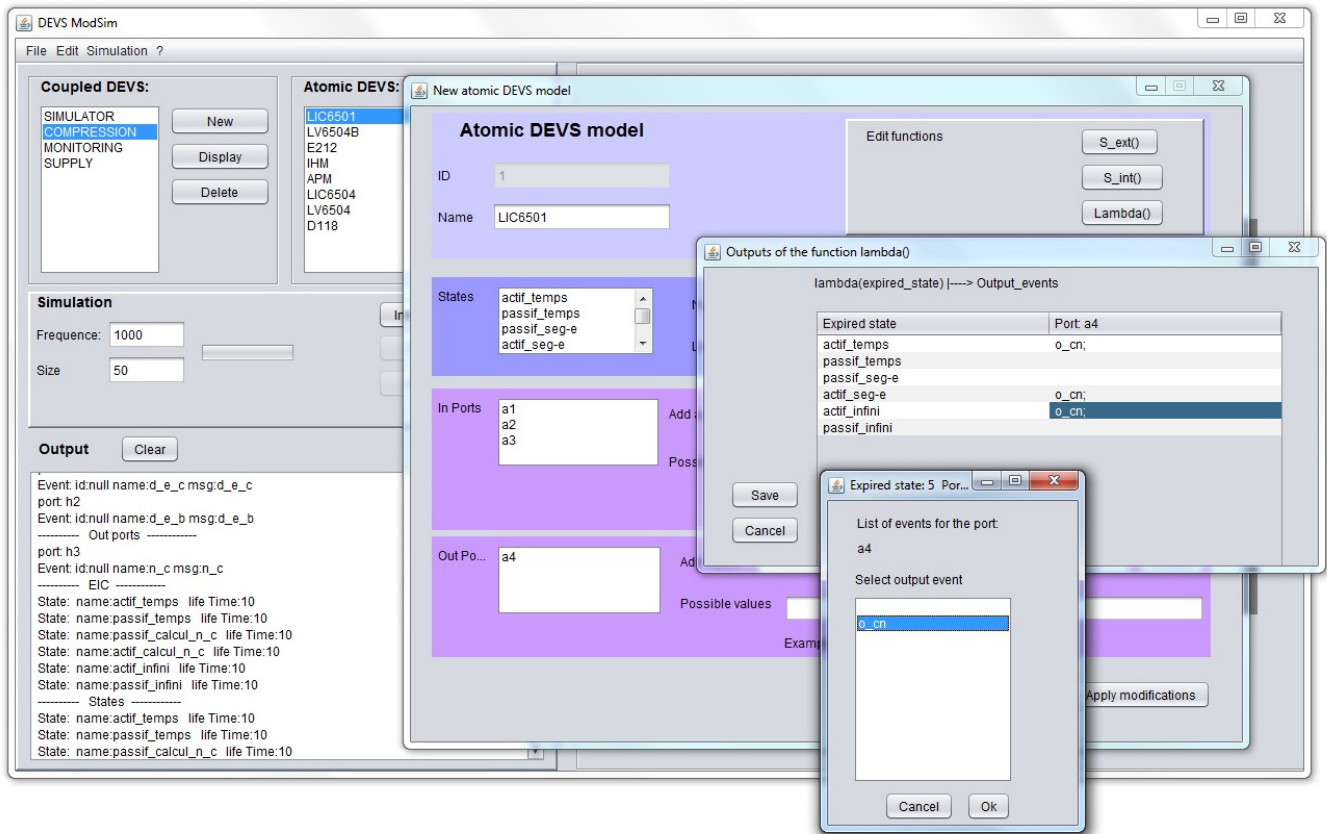 DEVS ModSim
File Edit Simulation ?
Coupled DEVS:
SIMULATOR
COMPRESSION
MONITORING
SUPPLY
New
Display
Delete
Atomic DEVS:
LIC6501
LV6504B
E212
IHM
APM
LIC6504
LV6504
D118
Simulation
Frequence: 1000
Size 50
Output Clear
Event: id:null name:d_e_c msg:d_e_c
port: h2
Event: id:null name:d_e_b msg:d_e_b
---------- Out ports ------------
port: h3
Event: id:null name:n_c msg:n_c
---------- EIC ------------
State: name:actif_temps life Time:10
State: name:passif_temps life Time:10
State: name:passif_calcul_n_c life Time:10
State: name:actif_calcul_n_c life Time:10
State: name:actif_infini life Time:10
State: name:passif_infini life Time:10
---------- States ------------
State: name:actif_temps life Time:10
State: name:passif_temps life Time:10
State: name:passif_calcul_n_c life Time:10
New atomic DEVS model
Atomic DEVS model
ID 1
Name LIC6501
Edit functions
S_ext()
S_int()
Lambda()
States
actif_temps
passif_temps
passif_seg-e
actif_seg-e
In Ports
a1
a2
a3
Add
Out Po... a4
Possible values
Apply modifications
Outputs of the function lambda()
lambda(expired_state) |----> Output_events
Expired state Port: a4
actif_temps o_cn;
passif_temps
passif_seg-e
actif_seg-e o_cn;
actif_infini o_cn;
passif_infini
Save
Cancel
Expired state: 5 Por...
List of events for the port:
a4
Select output event
o_cn
Cancel Ok